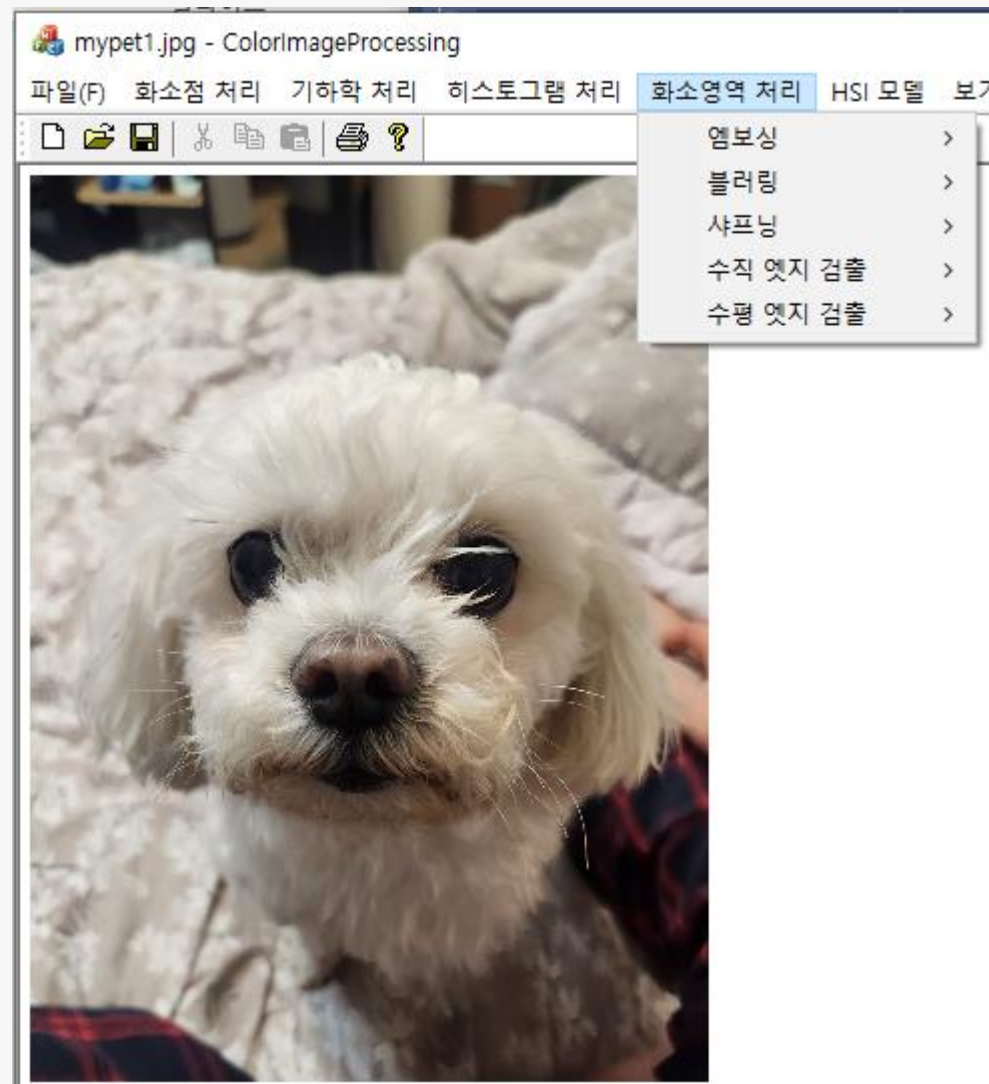 mypet1.jpg - ColorImageProcessing
파일(F) 화소점 처리 기하학 처리 히스토그램 처리 화소영역 처리 HSI 모델
엠보싱
블러링
샤프닝
수직 엣지 검출
수평 엣지 검출